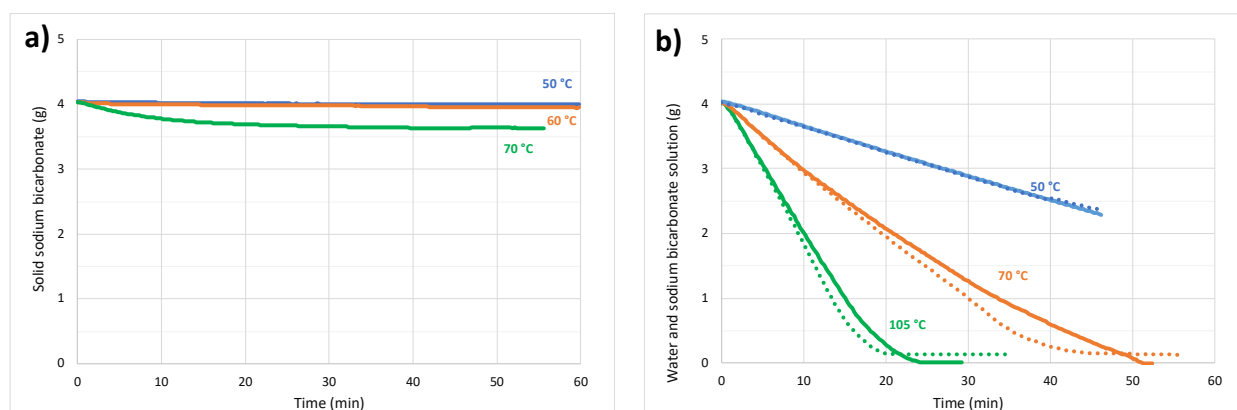 a)
Solid sodium bicarbonate (g)
5
4
3
2
1
0
50 °C
60 °C
70 °C
0 10 20 30 40 50 60
Time (min)
b)
Water and sodium bicarbonate solution (g)
5
4
3
2
1
0
50 °C
70 °C
105 °C
0 10 20 30 40 50 60
Time (min)